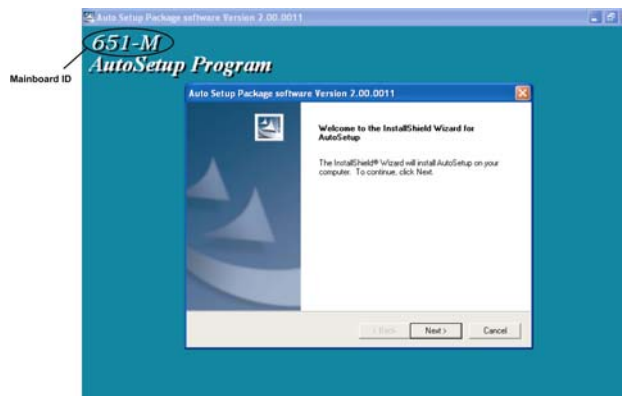 Auto Setup Package software Version 2.00.0011
651-M
AutoSetup Program
Mainboard ID
Auto Setup Package software Version 2.00.0011
Welcome to the InstallShield Wizard for
AutoSetup
The InstallShield® Wizard will install AutoSetup on your
computer. To continue, click Next.
< Back
Next >
Cancel